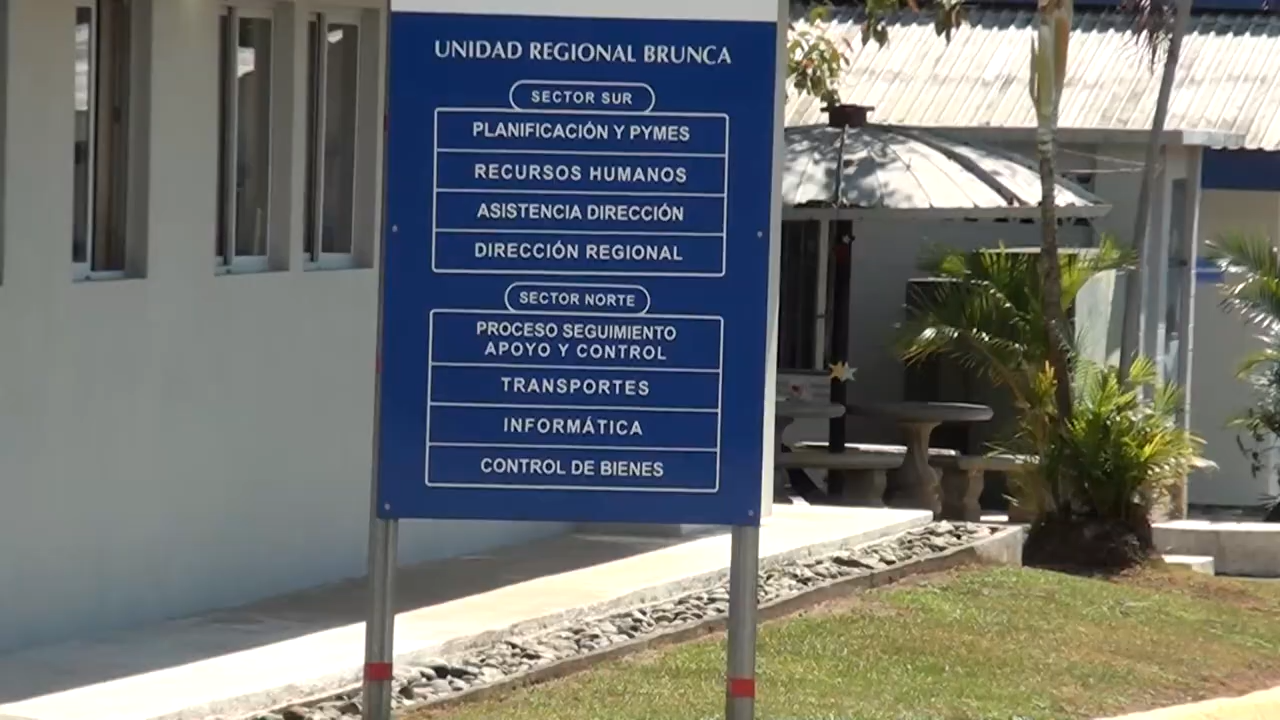 UNIDAD REGIONAL BRUNCA
SECTOR SUR
PLANIFICACIÓN Y PYMES
RECURSOS HUMANOS
ASISTENCIA DIRECCIÓN
DIRECCIÓN REGIONAL
SECTOR NORTE
PROCESO SEGUIMIENTO
APOYO Y CONTROL
TRANSPORTES
INFORMÁTICA
CONTROL DE BIENES